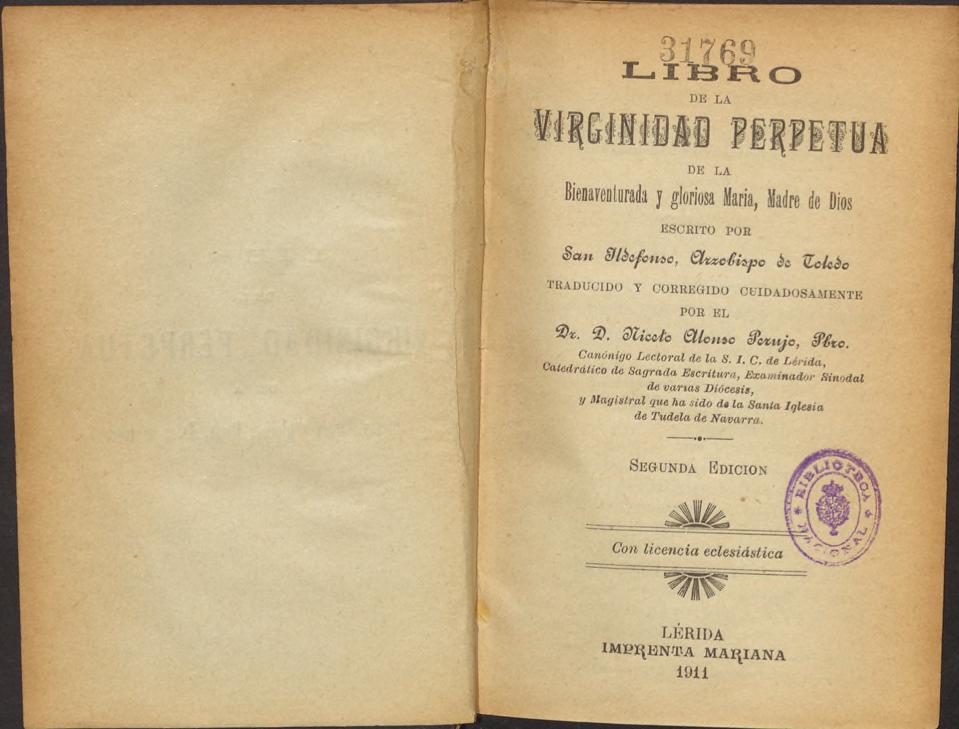 31769
LIBRO
DE LA
VIRGINIDAD PERPETUA
DE LA
Bienaventurada y gloriosa Maria, Madre de Dios
ESCRITO POR
San Ildefonso, Arzobispo de Toledo
TRADUCIDO Y CORREGIDO CUIDADOSAMENTE
POR EL
Dr. D. Niceto Alonso Perujo, Pbro.
Canónigo Lectoral de la S. I. C. de Lérida,
Catedrático de Sagrada Escritura, Examinador Sinodal
de varias Diócesis,
y Magistral que ha sido de la Santa Iglesia
de Tudela de Navarra.
SEGUNDA EDICION
BIBLIOTECA
NACIONAL
Con licencia eclesiástica
LÉRIDA
IMPRENTA MARIANA
1911